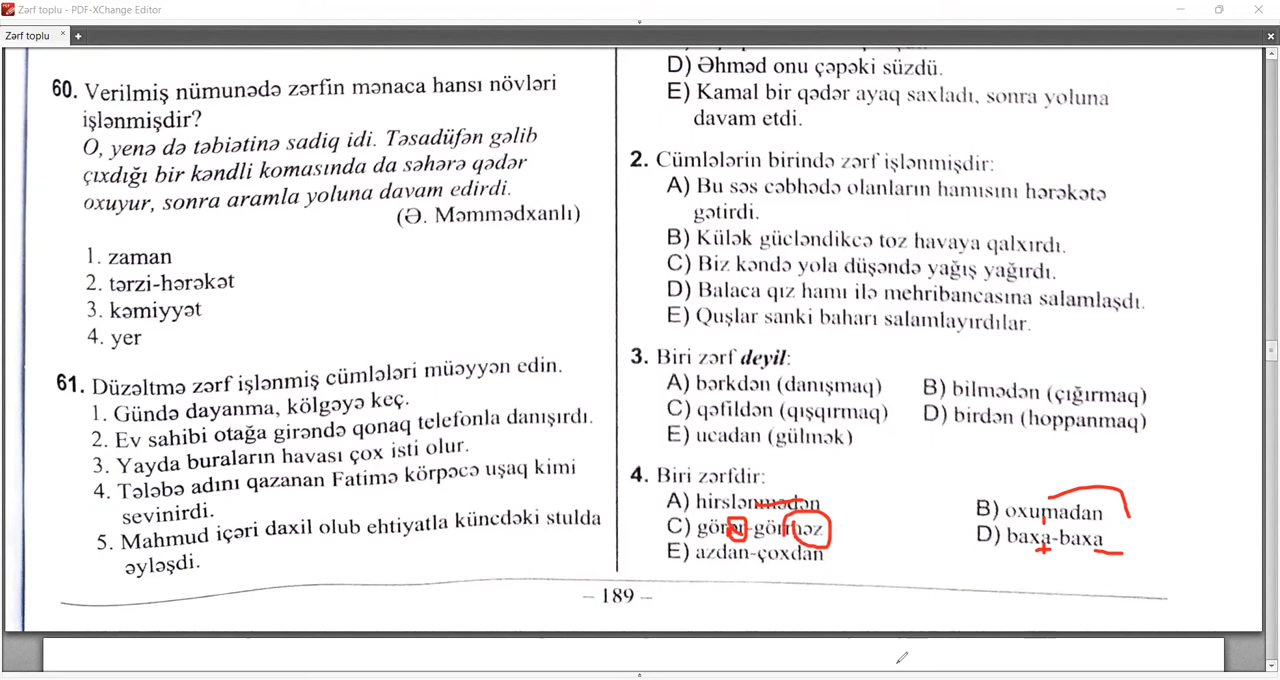 Zərf toplu - PDF-XChange Editor
Zərf toplu
60. Verilmiş nümunədə zərfin mənaca hansı növləri
işlənmişdir?
O, yenə də təbiətinə sadiq idi. Təsadüfən gəlib
çıxdığı bir kəndli komasında da səhərə qədər
oxuyur, sonra aramla yoluna davam edirdi.
(Ə. Məmmədxanlı)
1. zaman
2. tərzi-hərəkət
3. kəmiyyət
4. yer
61. Düzəltmə zərf işlənmiş cümlələri müəyyən edin.
1. Gündə dayanma, kölgəyə keç.
2. Ev sahibi otağa girəndə qonaq telefonla danışırdı.
3. Yayda buraların havası çox isti olur.
4. Tələbə adını qazanan Fatimə körpəcə uşaq kimi
sevinirdi.
5. Mahmud içəri daxil olub ehtiyatla küncdəki stulda
əyləşdi.
D) Əhməd onu çəpəki süzdü.
E) Kamal bir qədər ayaq saxladı, sonra yoluna
davam etdi.
2. Cümlələrin birində zərf işlənmişdir:
A) Bu səs cəbhədə olanların hamısını hərəkətə
gətirdi.
B) Külək gücləndikcə toz havaya qalxırdı.
C) Biz kəndə yola düşəndə yağış yağırdı.
D) Balaca qız hamı ilə mehribancasına salamlaşdı.
E) Quşlar sanki baharı salamlayırdılar.
3. Biri zərf deyil:
A) bərkdən (danışmaq) B) bilmədən (çığırmaq)
C) qəfildən (qışqırmaq) D) birdən (hoppanmaq)
E) ucadan (gülmək)
4. Biri zərfdir:
A) hirslənmədən B) oxumadan
C) görər-görməz D) baxa-baxa
E) azdan-çoxdan
– 189 –